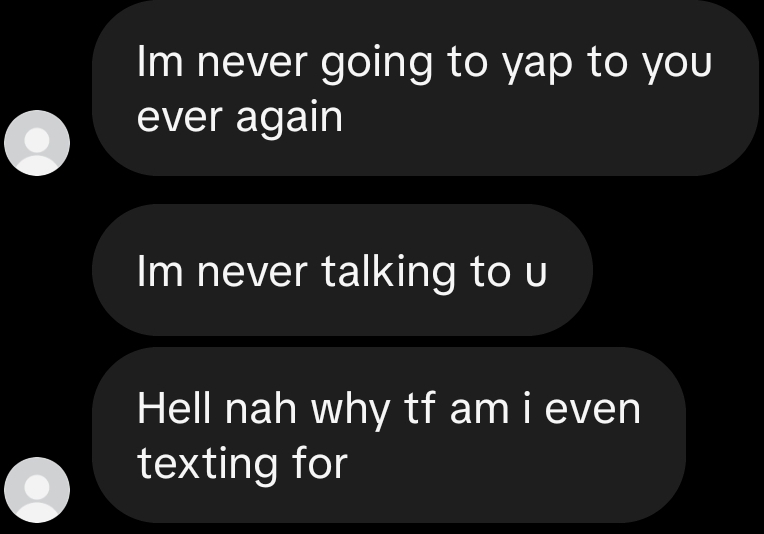 Im never going to yap to you
ever again
Im never talking to u
Hell nah why tf am i even
texting for